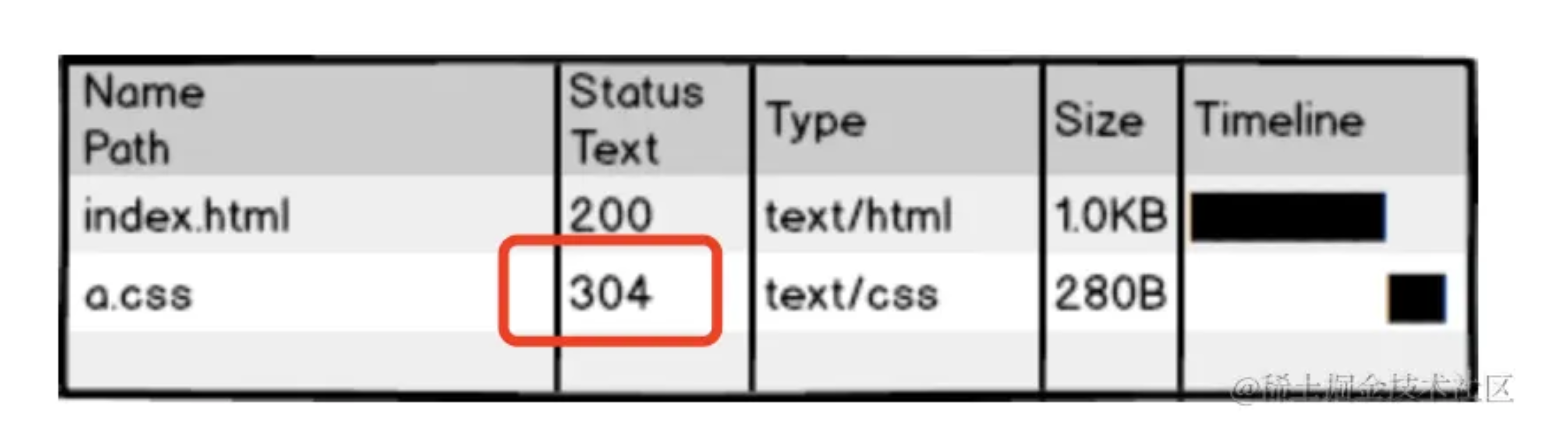 Name Path Status Text Type Size Timeline
index.html 200 text/html 1.0KB
a.css 304 text/css 280B
@稀土掘金技术社区